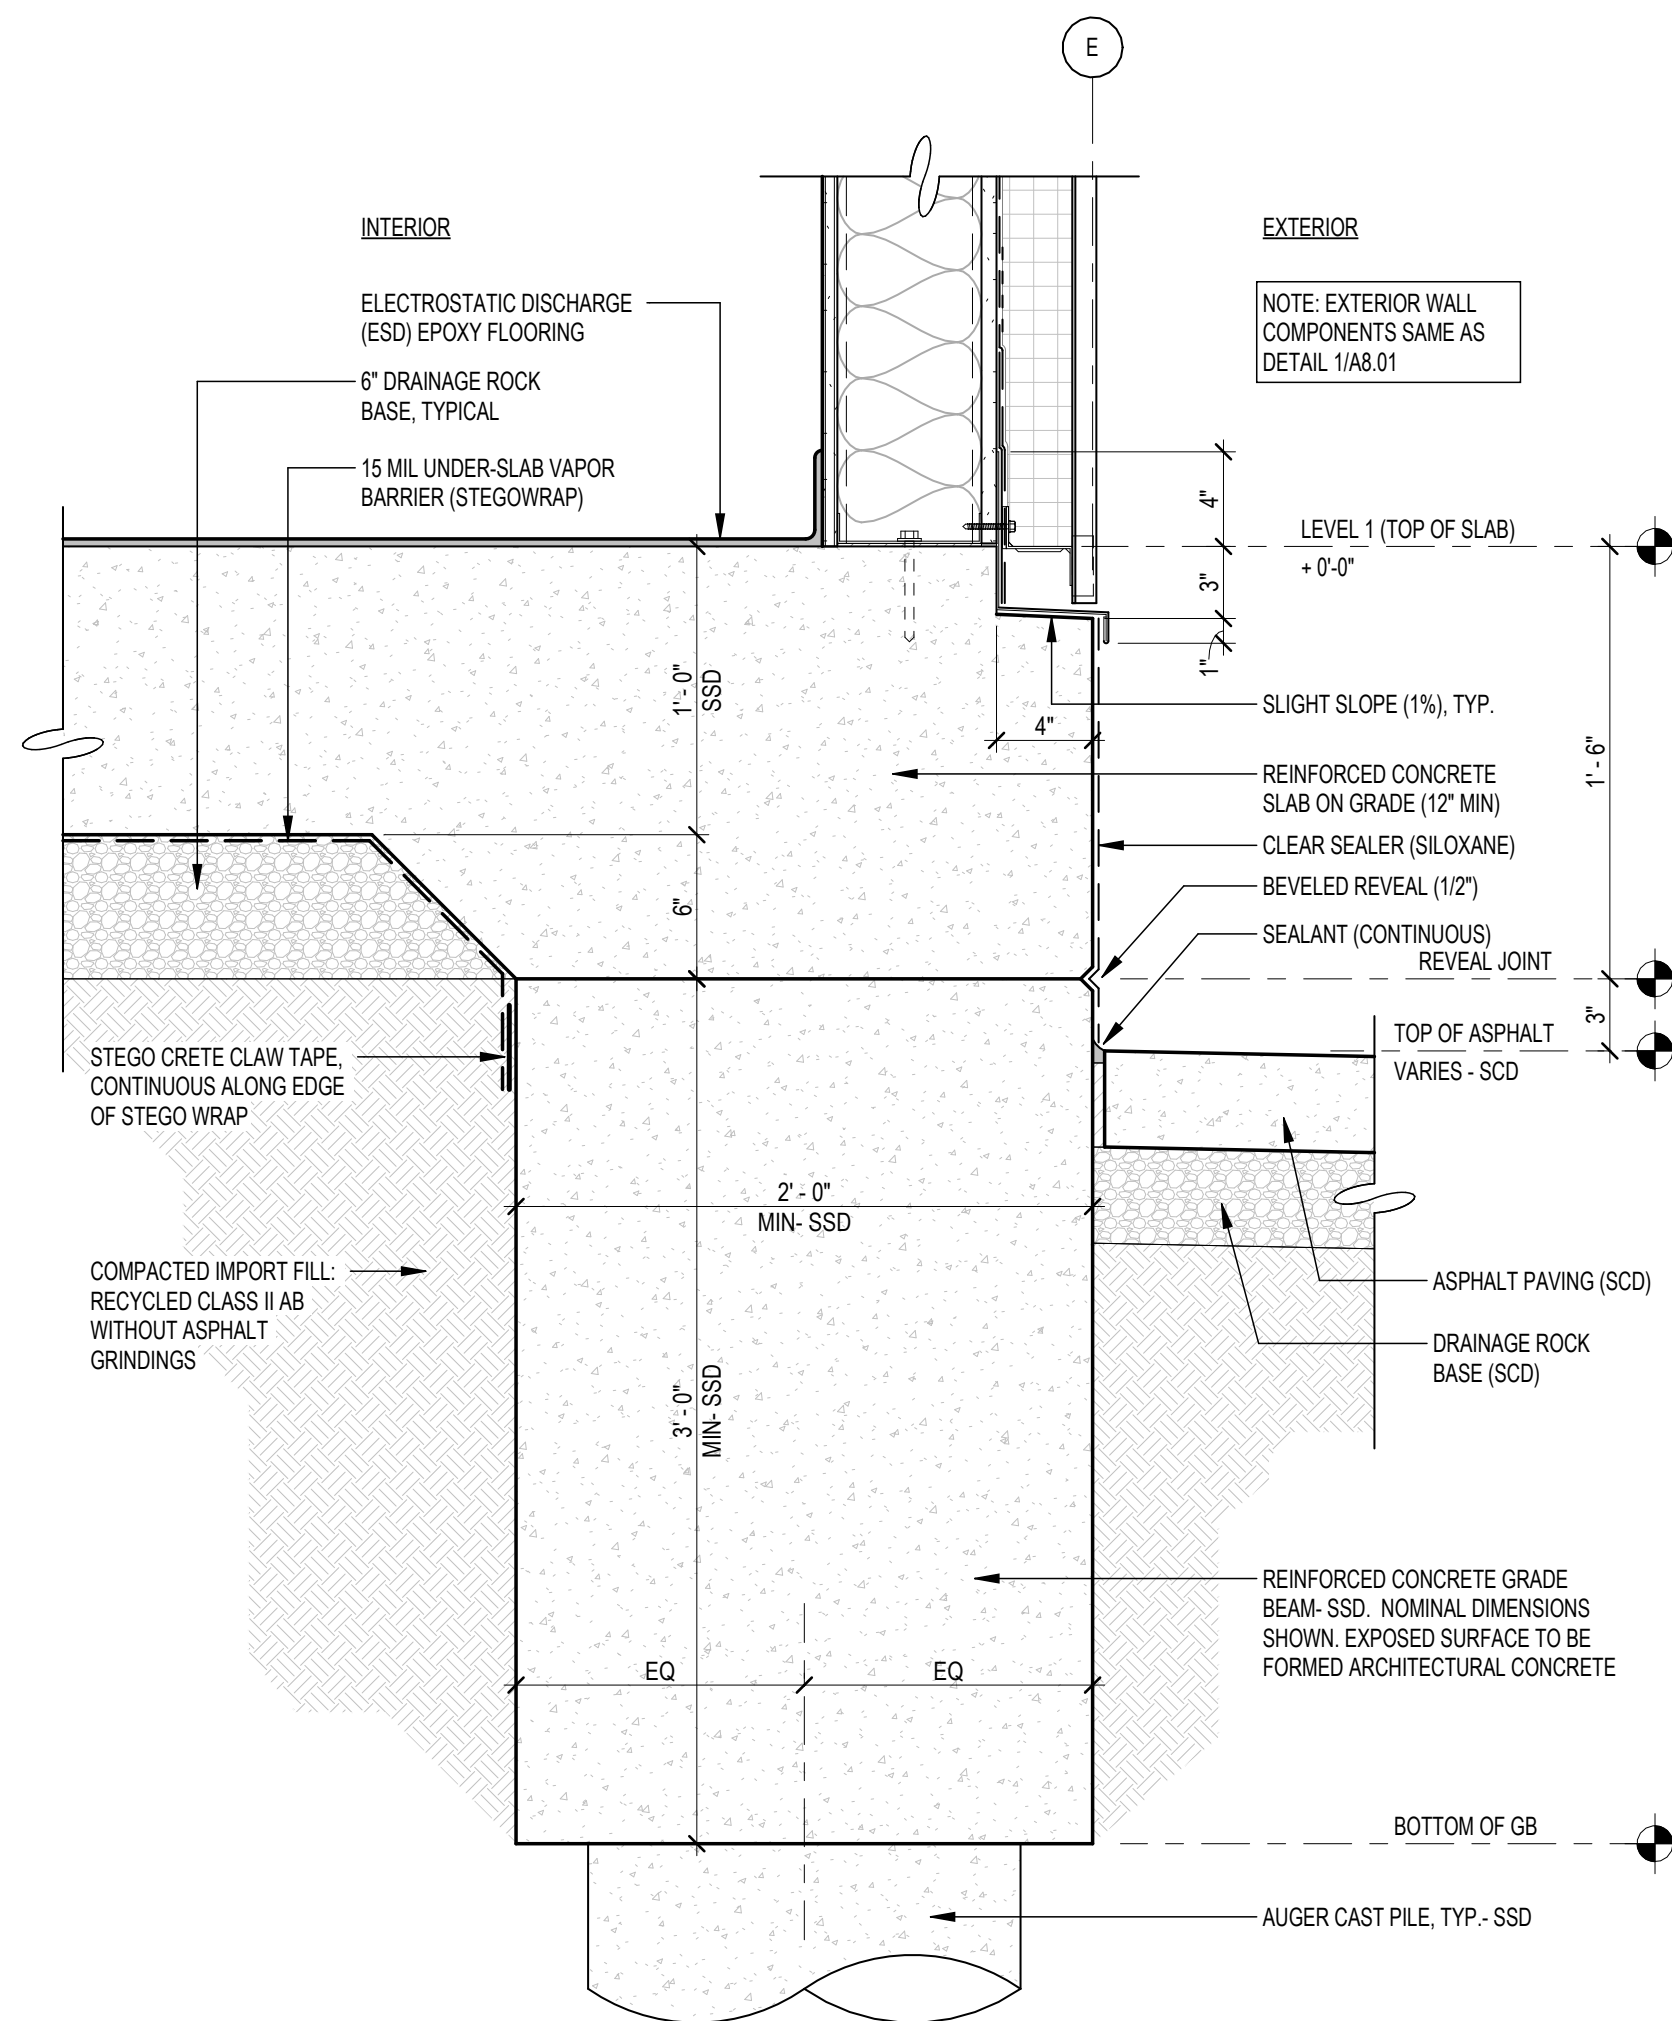 E
INTERIOR
EXTERIOR
ELECTROSTATIC DISCHARGE
(ESD) EPOXY FLOORING
NOTE: EXTERIOR WALL
COMPONENTS SAME AS
DETAIL 1/A8.01
6" DRAINAGE ROCK
BASE, TYPICAL
15 MIL UNDER-SLAB VAPOR
BARRIER (STEGOWRAP)
4"
LEVEL 1 (TOP OF SLAB)
+ 0'-0"
3"
1"
1' - 0"
SSD
4"
SLIGHT SLOPE (1%), TYP.
REINFORCED CONCRETE
SLAB ON GRADE (12" MIN)
1' - 6"
CLEAR SEALER (SILOXANE)
BEVELED REVEAL (1/2")
6"
SEALANT (CONTINUOUS)
REVEAL JOINT
3"
TOP OF ASPHALT
VARIES - SCD
STEGO CRETE CLAW TAPE,
CONTINUOUS ALONG EDGE
OF STEGO WRAP
2' - 0"
MIN- SSD
COMPACTED IMPORT FILL:
RECYCLED CLASS II AB
WITHOUT ASPHALT
GRINDINGS
ASPHALT PAVING (SCD)
DRAINAGE ROCK
BASE (SCD)
3' - 0"
MIN- SSD
REINFORCED CONCRETE GRADE
BEAM- SSD. NOMINAL DIMENSIONS
SHOWN. EXPOSED SURFACE TO BE
FORMED ARCHITECTURAL CONCRETE
EQ
EQ
BOTTOM OF GB
AUGER CAST PILE, TYP.- SSD